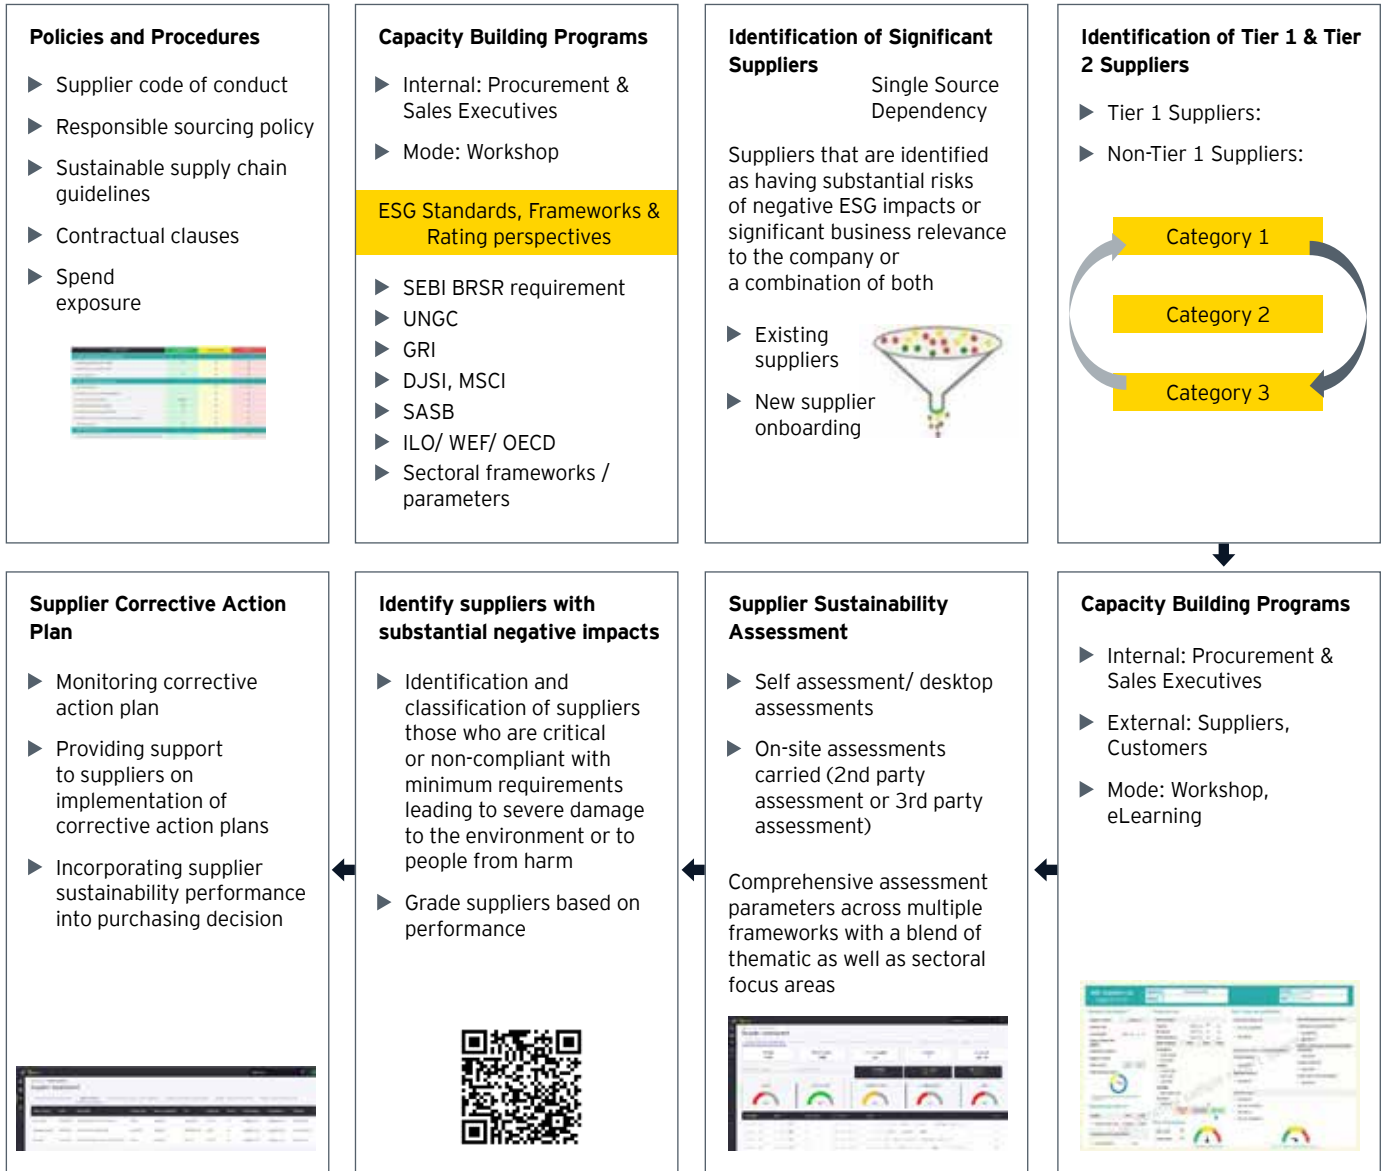 Policies and Procedures
Supplier code of conduct
Responsible sourcing policy
Sustainable supply chain
guidelines
Contractual clauses
Spend
exposure
Capacity Building Programs
Internal: Procurement &
Sales Executives
Mode: Workshop
ESG Standards, Frameworks &
Rating perspectives
SEBI BRSR requirement
UNGC
GRI
DJSI, MSCI
SASB
ILO/ WEF/ OECD
Sectoral frameworks /
parameters
Identification of Significant
Suppliers
Single Source
Dependency
Suppliers that are identified
as having substantial risks
of negative ESG impacts or
significant business relevance
to the company or
a combination of both
Existing
suppliers
New supplier
onboarding
Identification of Tier 1 & Tier
2 Suppliers
Tier 1 Suppliers:
Non-Tier 1 Suppliers:
Category 1
Category 2
Category 3
Supplier Corrective Action
Plan
Monitoring corrective
action plan
Providing support
to suppliers on
implementation of
corrective action plans
Incorporating supplier
sustainability performance
into purchasing decision
Identify suppliers with
substantial negative impacts
Identification and
classification of suppliers
those who are critical
or non-compliant with
minimum requirements
leading to severe damage
to the environment or to
people from harm
Grade suppliers based on
performance
Supplier Sustainability
Assessment
Self assessment/ desktop
assessments
On-site assessments
carried (2nd party
assessment or 3rd party
assessment)
Comprehensive assessment
parameters across multiple
frameworks with a blend of
thematic as well as sectoral
focus areas
Capacity Building Programs
Internal: Procurement &
Sales Executives
External: Suppliers,
Customers
Mode: Workshop,
eLearning